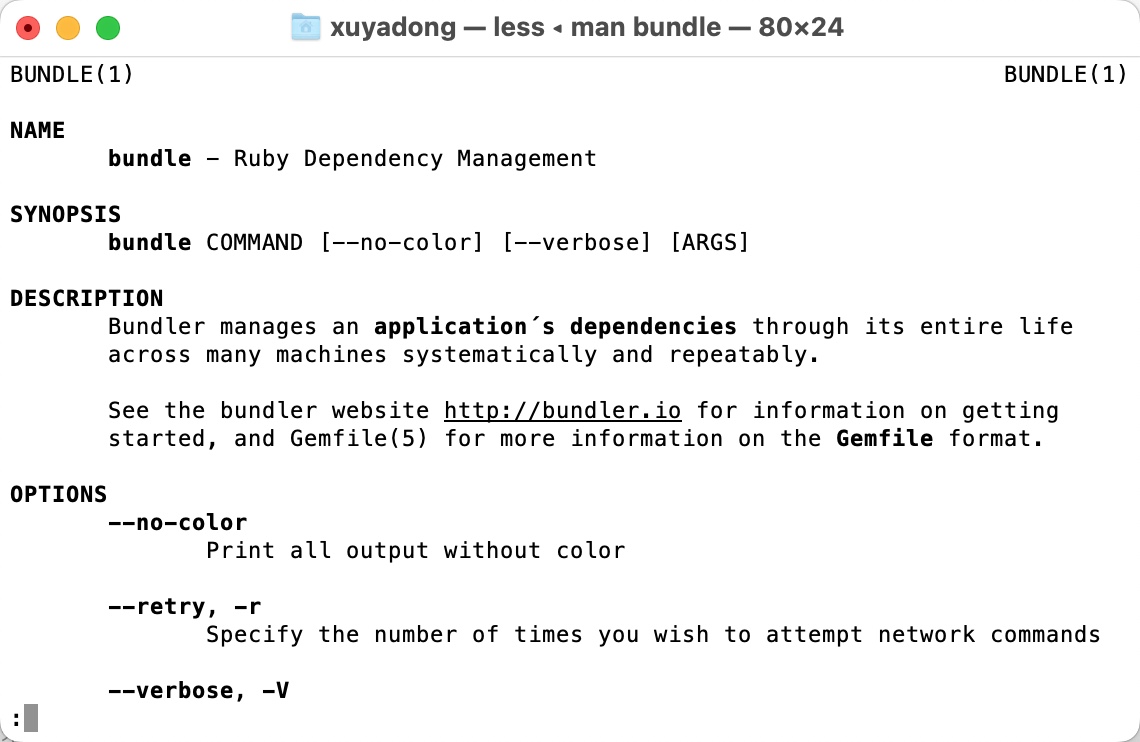 xuyadong — less ◂ man bundle — 80×24
BUNDLE(1) BUNDLE(1)
NAME
bundle - Ruby Dependency Management
SYNOPSIS
bundle COMMAND [--no-color] [--verbose] [ARGS]
DESCRIPTION
Bundler manages an application´s dependencies through its entire life
across many machines systematically and repeatably.
See the bundler website http://bundler.io for information on getting
started, and Gemfile(5) for more information on the Gemfile format.
OPTIONS
--no-color
Print all output without color
--retry, -r
Specify the number of times you wish to attempt network commands
--verbose, -V
: